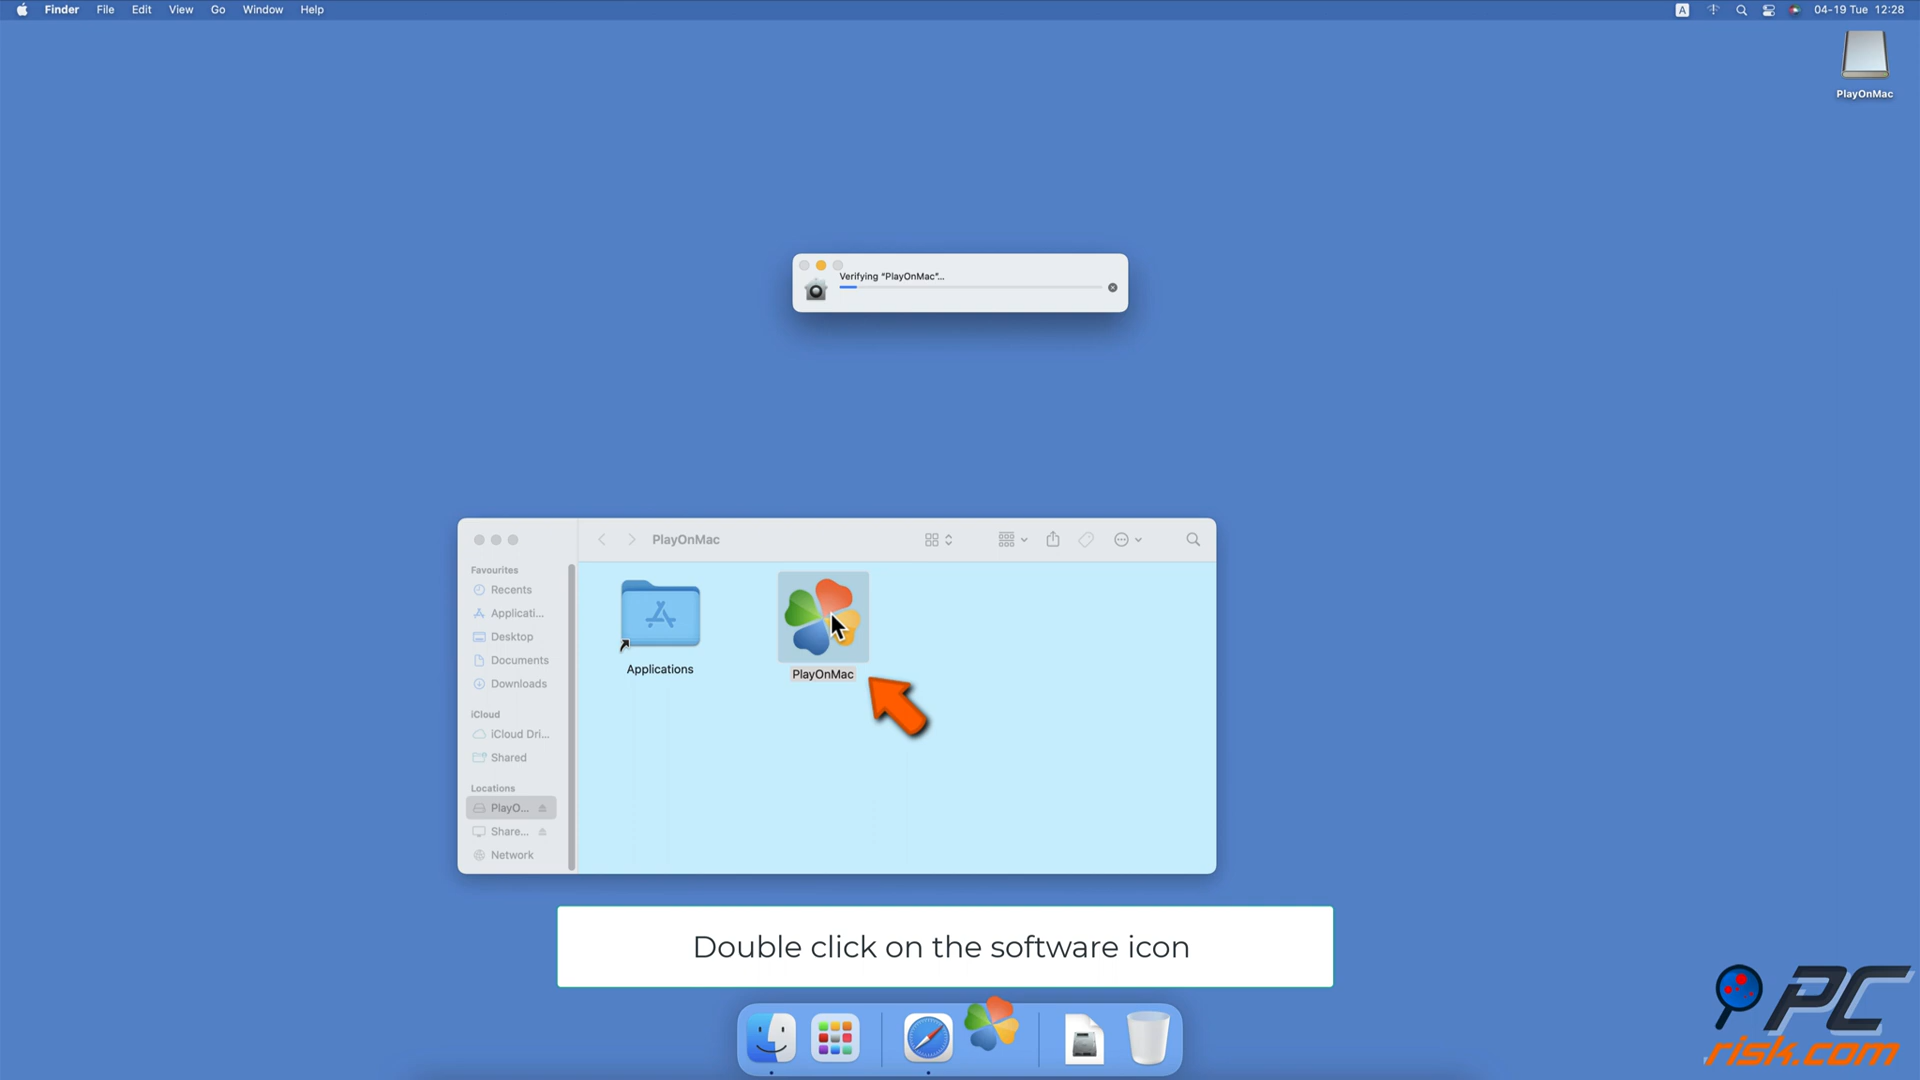 Finder File Edit View Go Window Help
A
04-19 Tue 12:28
PlayOnMac
Verifying “PlayOnMac”...
PlayOnMac
Favourites
Recents
Applicati...
Desktop
Documents
Downloads
iCloud
iCloud Dri...
Shared
Locations
PlayO...
Share...
Network
Applications
PlayOnMac
Double click on the software icon
PC
risk.com